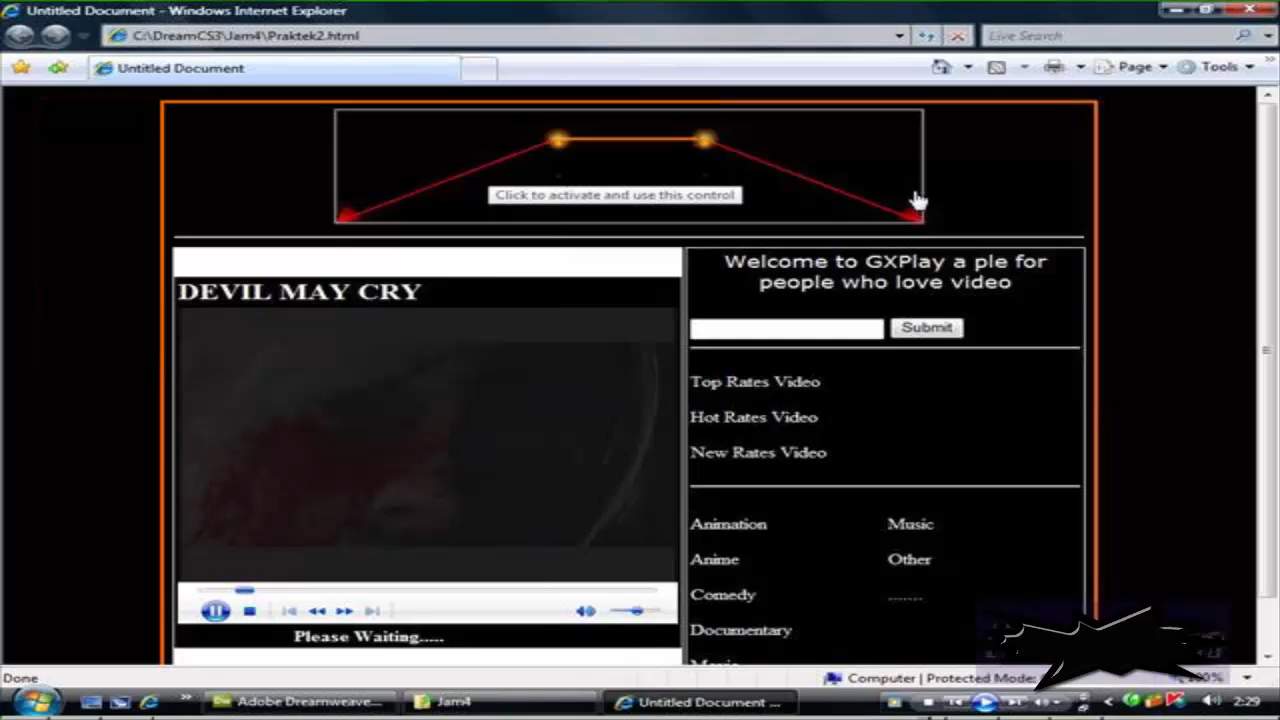 Untitled Document - Windows Internet Explorer
C:\DreamCS3\Jam4\Praktek2.html
Live Search
Untitled Document
Page
Tools
Click to activate and use this control
Welcome to GXPlay a ple for
people who love video
DEVIL MAY CRY
Submit
Top Rates Video
Hot Rates Video
New Rates Video
Animation
Music
Anime
Other
Comedy
........
Documentary
Please Waiting.....
Done
Computer | Protected Mode:
Adobe Dreamweave...
Jam4
Untitled Document ...
2:29